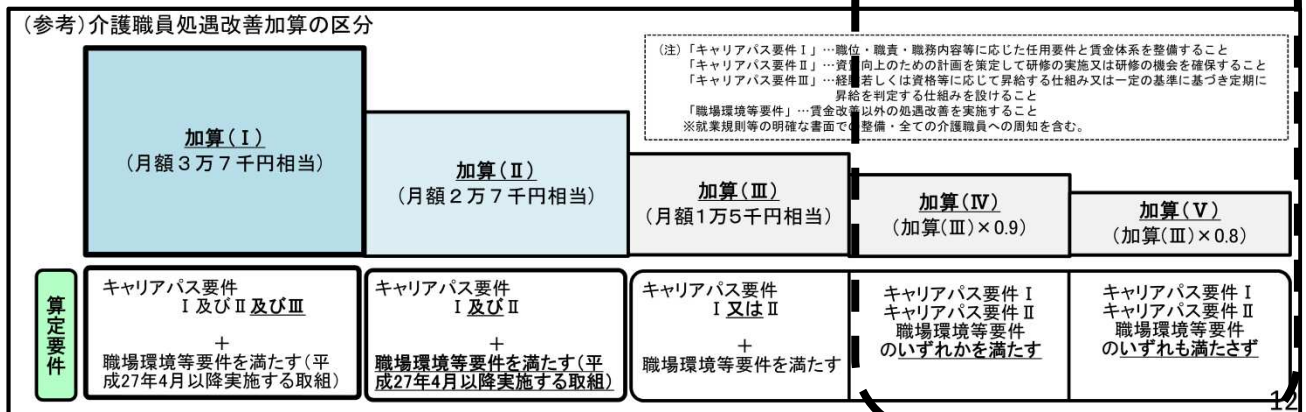 (参考)介護職員処遇改善加算の区分
(注)「キャリアパス要件Ⅰ」…職位・職責・職務内容等に応じた任用要件と賃金体系を整備すること
「キャリアパス要件Ⅱ」…資質向上のための計画を策定して研修の実施又は研修の機会を確保すること
「キャリアパス要件Ⅲ」…経験若しくは資格等に応じて昇給する仕組み又は一定の基準に基づき定期に
昇給を判定する仕組みを設けること
「職場環境等要件」…賃金改善以外の処遇改善を実施すること
※就業規則等の明確な書面での整備・全ての介護職員への周知を含む。
加算(Ⅰ)
(月額3万7千円相当)
加算(Ⅱ)
(月額2万7千円相当)
加算(Ⅲ)
(月額1万5千円相当)
加算(Ⅳ)
(加算(Ⅲ)×0.9)
加算(Ⅴ)
(加算(Ⅲ)×0.8)
算定要件
キャリアパス要件
Ⅰ及びⅡ及びⅢ
+
職場環境等要件を満たす(平
成27年4月以降実施する取組)
キャリアパス要件
Ⅰ及びⅡ
+
職場環境等要件を満たす(平
成27年4月以降実施する取組)
キャリアパス要件
Ⅰ又はⅡ
+
職場環境等要件を満たす
キャリアパス要件Ⅰ
キャリアパス要件Ⅱ
職場環境等要件
のいずれかを満たす
キャリアパス要件Ⅰ
キャリアパス要件Ⅱ
職場環境等要件
のいずれも満たさず
12